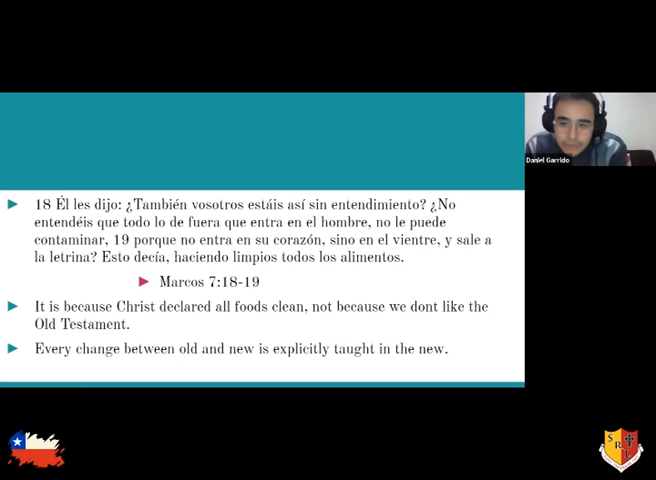 Daniel Garrido
18 Él les dijo: ¿También vosotros estáis así sin entendimiento? ¿No
entendéis que todo lo de fuera que entra en el hombre, no le puede
contaminar, 19 porque no entra en su corazón, sino en el vientre, y sale a
la letrina? Esto decía, haciendo limpios todos los alimentos.
Marcos 7:18-19
It is because Christ declared all foods clean, not because we dont like the
Old Testament.
Every change between old and new is explicitly taught in the new.
S R L